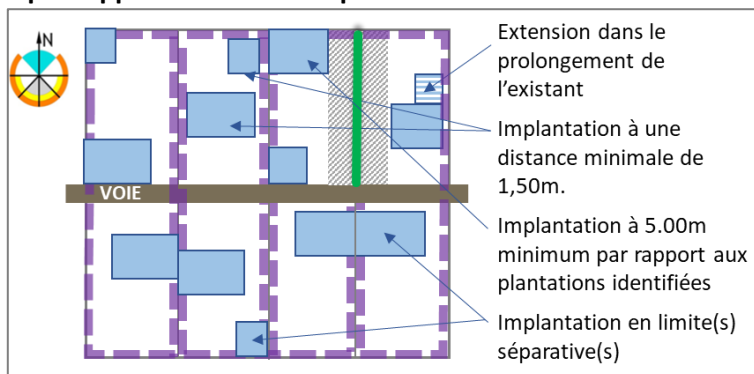 N
Extension dans le
prolongement de
l'existant
Implantation à une
distance minimale de
1,50m.
VOIE
Implantation à 5.00m
minimum par rapport aux
plantations identifiées
Implantation en limite(s)
séparative(s)